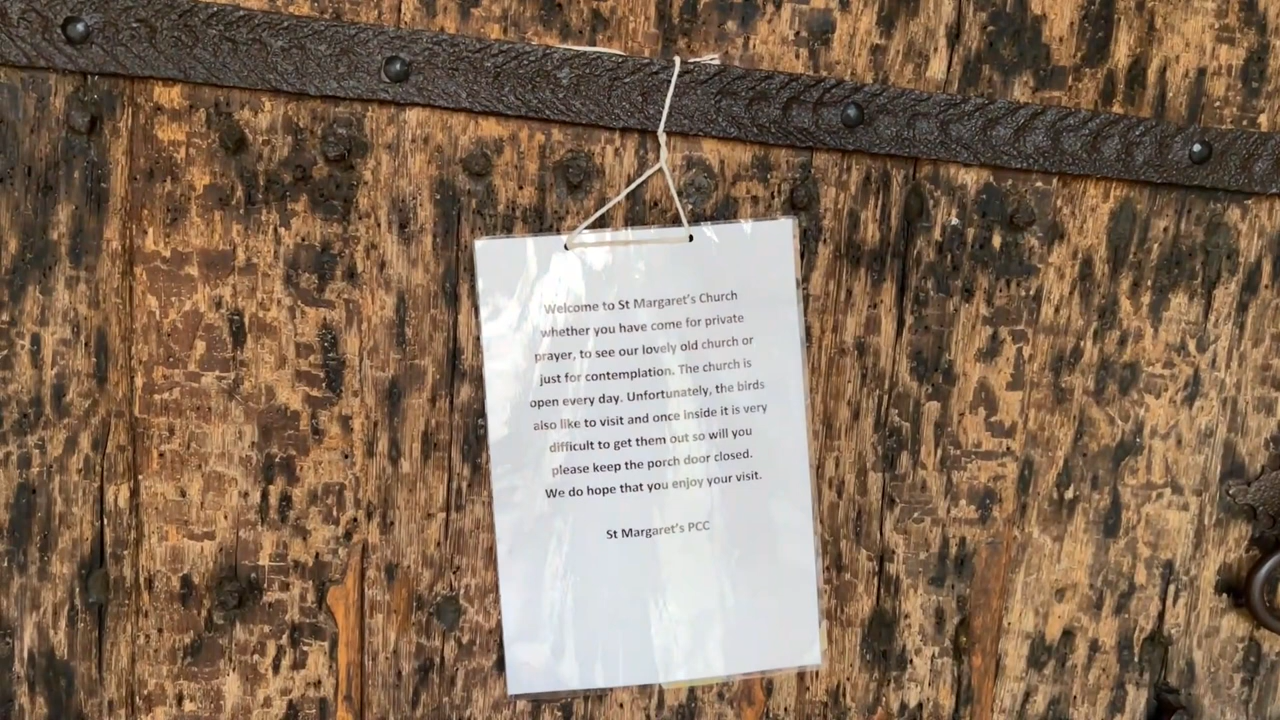 Welcome to St Margaret's Church
whether you have come for private
prayer, to see our lovely old church or
just for contemplation. The church is
open every day. Unfortunately, the birds
also like to visit and once inside it is very
difficult to get them out so will you
please keep the porch door closed.
We do hope that you enjoy your visit.
St Margaret's PCC